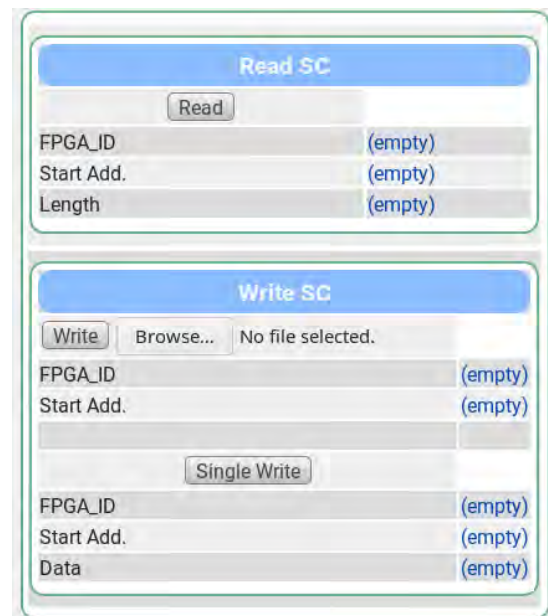 Read SC
Read
FPGA_ID (empty)
Start Add. (empty)
Length (empty)
Write SC
Write Browse... No file selected.
FPGA_ID (empty)
Start Add. (empty)
Single Write
FPGA_ID (empty)
Start Add. (empty)
Data (empty)